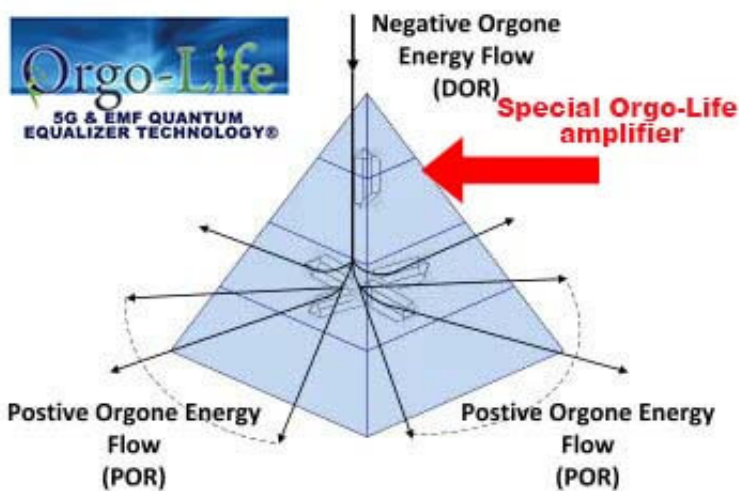 Orgo-Life
5G & EMF QUANTUM
EQUALIZER TECHNOLOGY®
Negative Orgone
Energy Flow
(DOR)
Special Orgo-Life
amplifier
Postive Orgone Energy
Flow
(POR)
Postive Orgone Energy
Flow
(POR)